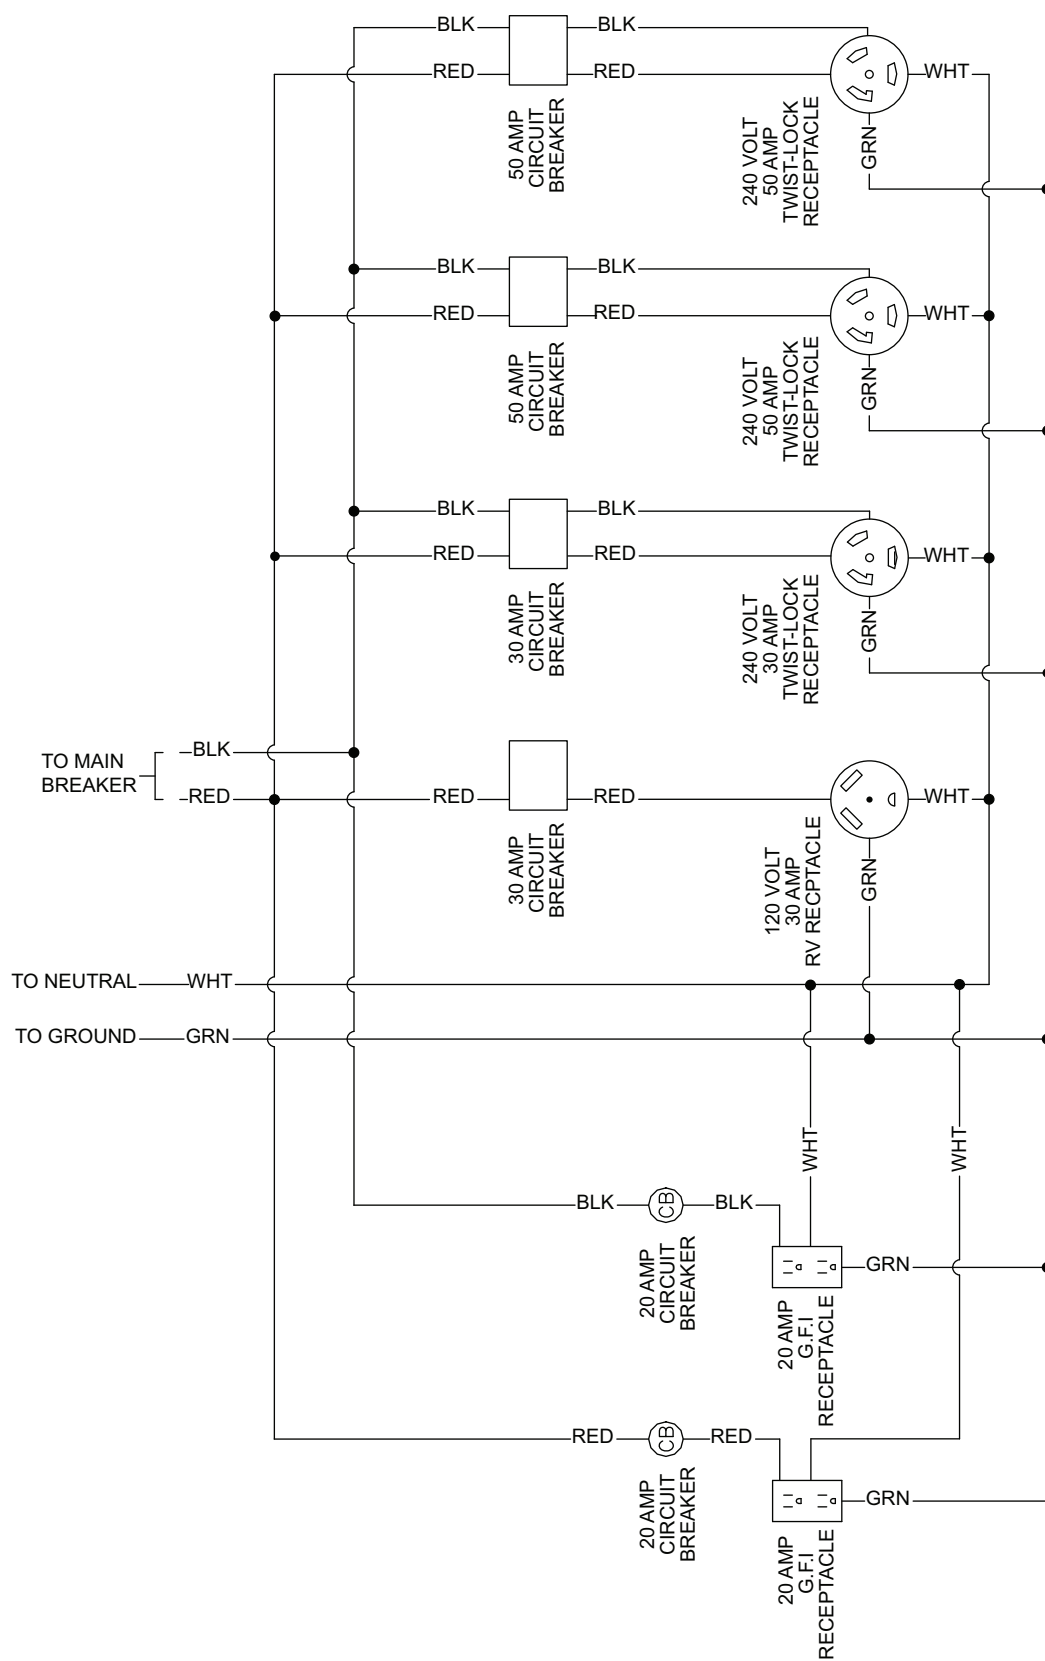 BLK
BLK
RED
RED
WHT
GRN
50 AMP
CIRCUIT
BREAKER
240 VOLT
50 AMP
TWIST-LOCK
RECEPTACLE
BLK
BLK
RED
RED
WHT
GRN
50 AMP
CIRCUIT
BREAKER
240 VOLT
50 AMP
TWIST-LOCK
RECEPTACLE
BLK
BLK
RED
RED
WHT
GRN
30 AMP
CIRCUIT
BREAKER
240 VOLT
30 AMP
TWIST-LOCK
RECEPTACLE
TO MAIN
BREAKER
BLK
RED
RED
RED
WHT
GRN
30 AMP
CIRCUIT
BREAKER
120 VOLT
30 AMP
RV RECPTACLE
TO NEUTRAL
WHT
TO GROUND
GRN
WHT
WHT
BLK
CB
BLK
20 AMP
CIRCUIT
BREAKER
GRN
20 AMP
G.F.I
RECEPTACLE
RED
CB
RED
20 AMP
CIRCUIT
BREAKER
GRN
20 AMP
G.F.I
RECEPTACLE